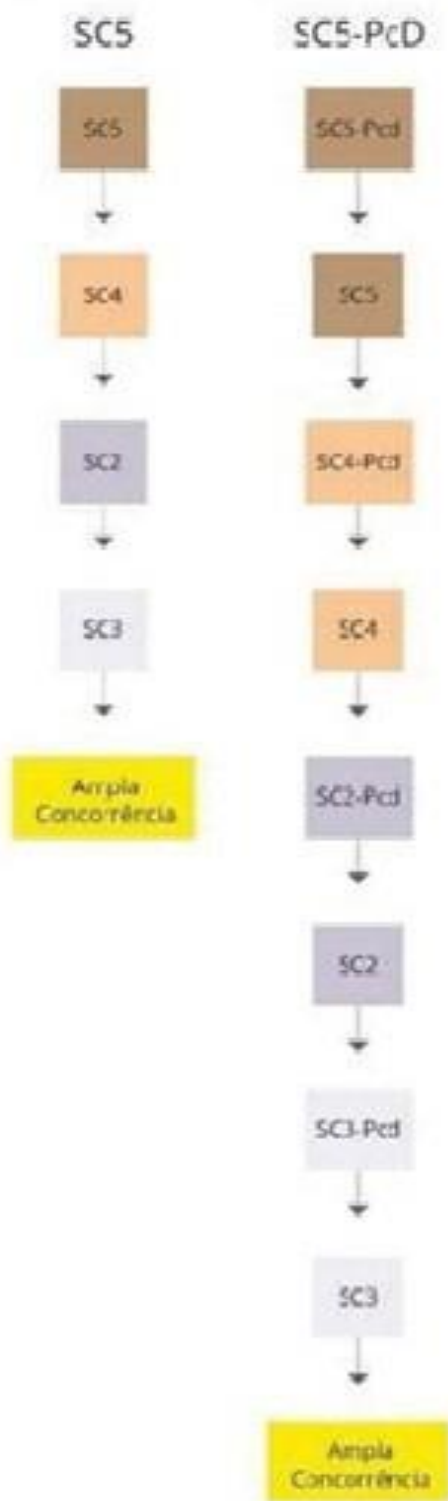 SC5
SC5
SC4
SC2
SC3
Ampla
Concorrência
SC5-PcD
SC5-Pcd
SC5
SC4-Pcd
SC4
SC2-Pcd
SC2
SC3-Pcd
SC3
Ampla
Concorrência